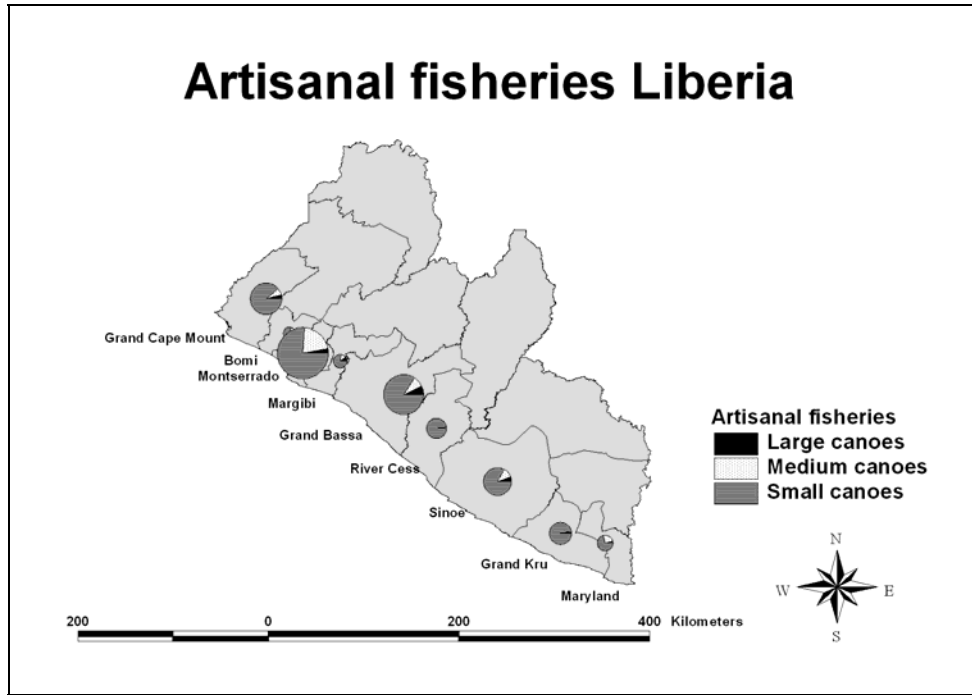 Artisanal fisheries Liberia
Grand Cape Mount
Bomi
Montserrado
Margibi
Grand Bassa
River Cess
Sinoe
Grand Kru
Maryland
Artisanal fisheries
Large canoes
Medium canoes
Small canoes
N
W E
S
200 0 200 400 Kilometers